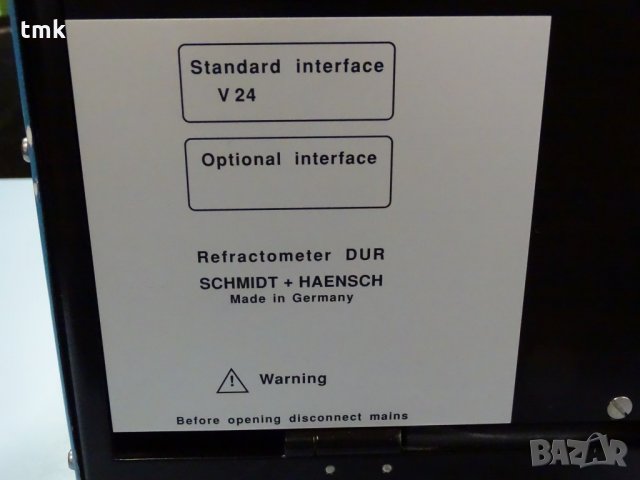 tmk
Standard interface
V 24
Optional interface
Refractometer DUR
SCHMIDT + HAENSCH
Made in Germany
Warning
Before opening disconnect mains
BAZAR